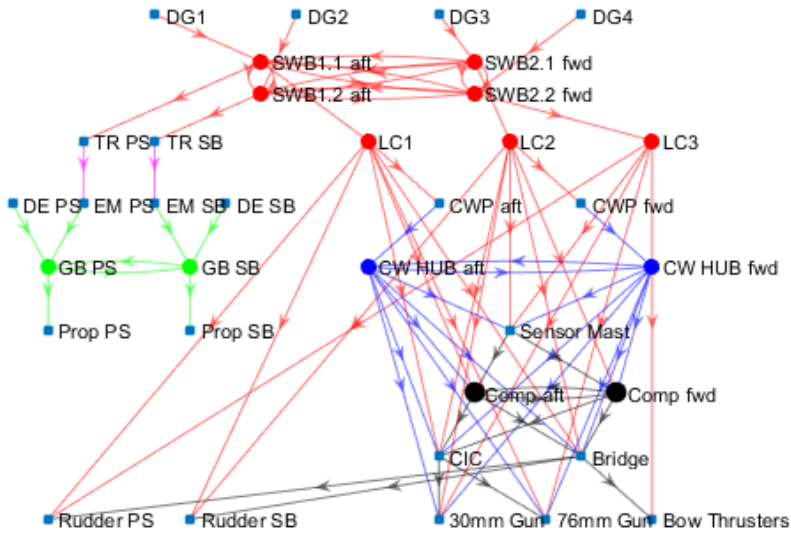 DG1 DG2 DG3 DG4
SWB1.1 aft SWB2.1 fwd
SWB1.2 aft SWB2.2 fwd
TR PS TR SB LC1 LC2 LC3
DE PS EM PS EM SB DE SB CWP aft CWP fwd
GB PS GB SB CW HUB aft CW HUB fwd
Prop PS Prop SB Sensor Mast
Comp aft Comp fwd
CIC Bridge
Rudder PS Rudder SB 30mm Gun 76mm Gun Bow Thrusters